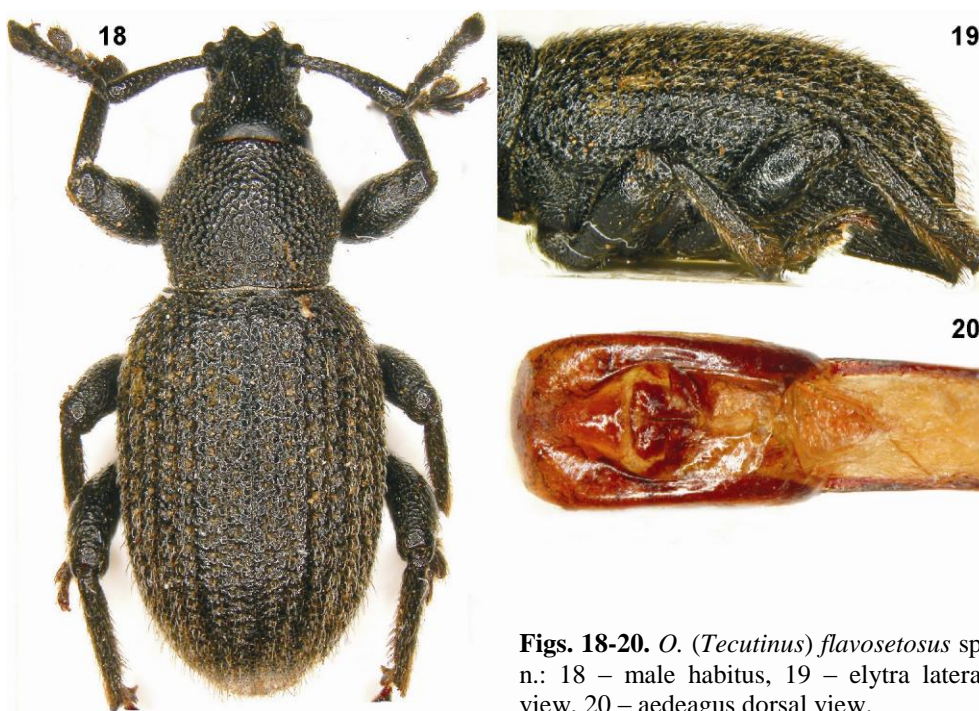 18
19
20
Figs. 18-20. O. (Tecutinus) flavosetosus sp
n.: 18 – male habitus, 19 – elytra latera
view, 20 – aedeagus dorsal view.